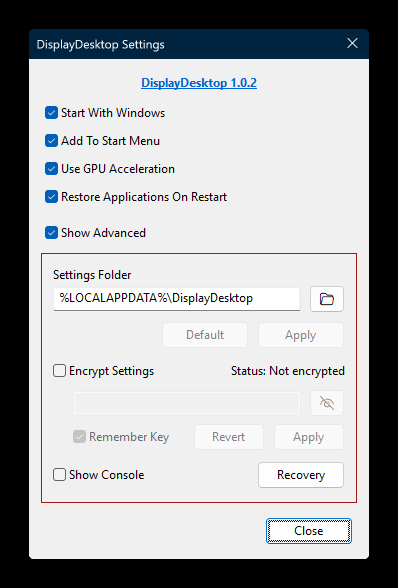 DisplayDesktop Settings
DisplayDesktop 1.0.2
Start With Windows
Add To Start Menu
Use GPU Acceleration
Restore Applications On Restart
Show Advanced
Settings Folder
%LOCALAPPDATA%\DisplayDesktop
Default Apply
Encrypt Settings Status: Not encrypted
Remember Key Revert Apply
Show Console Recovery
Close